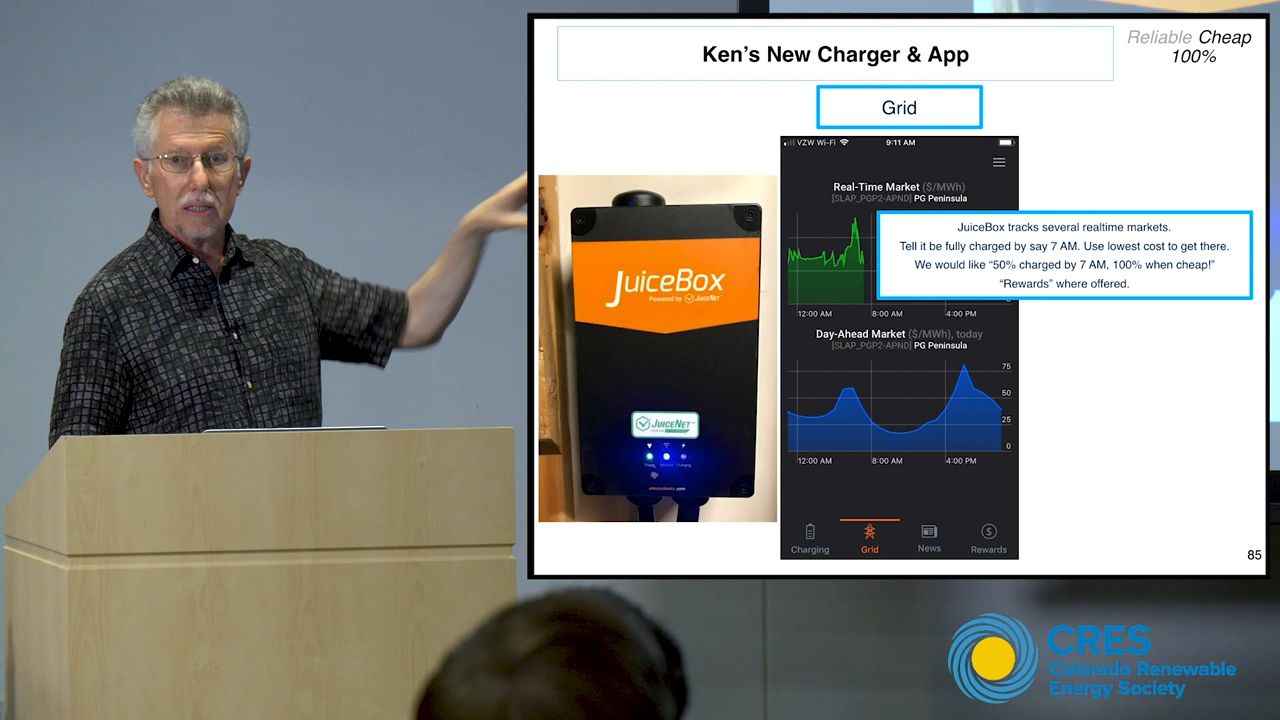 Ken's New Charger & App
Reliable Cheap
100%
Grid
VZW Wi-Fi
9:11 AM
Real-Time Market ($/MWh)
[SLAP_PGP2-APND] PG Peninsula
JuiceBox tracks several realtime markets.
Tell it be fully charged by say 7 AM. Use lowest cost to get there.
We would like “50% charged by 7 AM, 100% when cheap!”
“Rewards” where offered.
12:00 AM
8:00 AM
4:00 PM
Day-Ahead Market ($/MWh), today
[SLAP_PGP2-APND] PG Peninsula
75
50
25
0
12:00 AM
8:00 AM
4:00 PM
Charging
Grid
News
Rewards
JuiceBox
Powered by JuiceNet
JuiceNet
85
CRES
Colorado Renewable
Energy Society